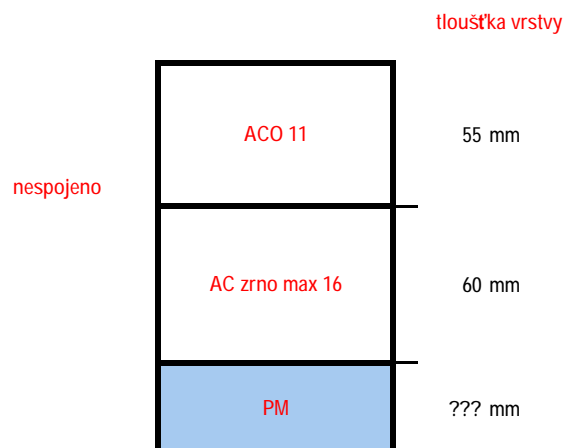 tloušťka vrstvy
ACO 11
55 mm
nespojeno
AC zrno max 16
60 mm
PM
??? mm